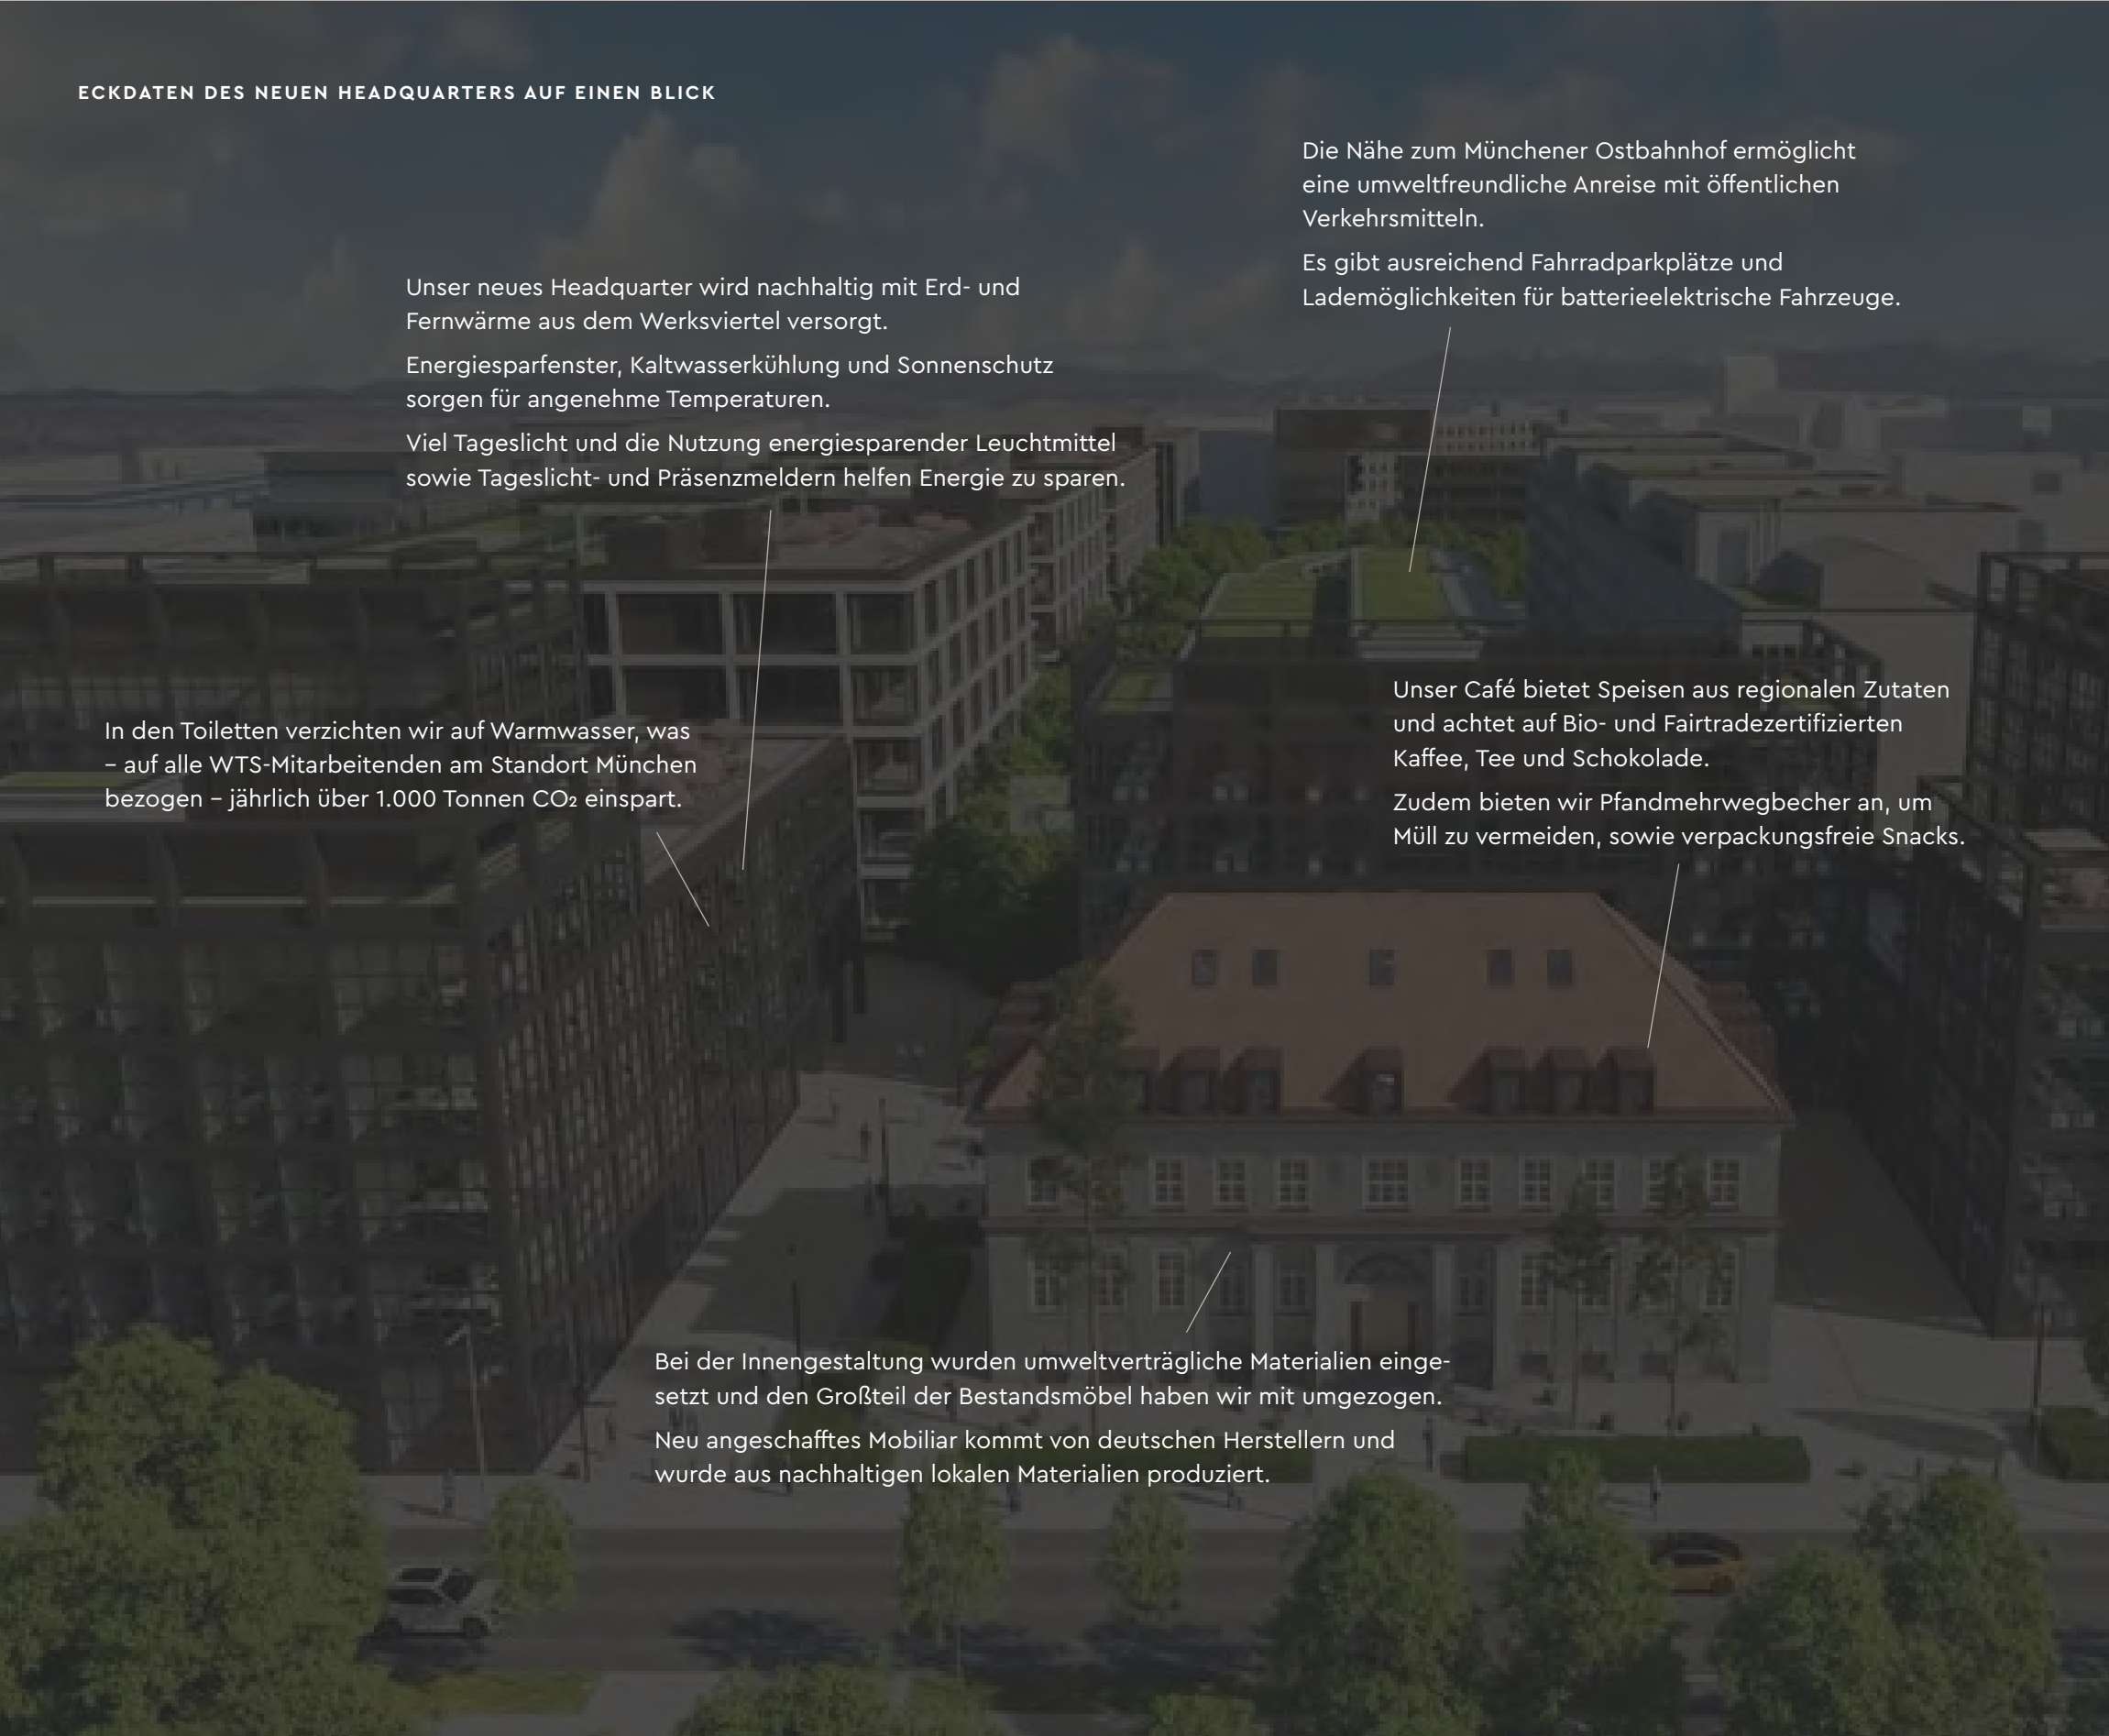 ECKDATEN DES NEUEN HEADQUARTERS AUF EINEN BLICK
Die Nähe zum Münchener Ostbahnhof ermöglicht
eine umweltfreundliche Anreise mit öffentlichen
Verkehrsmitteln.
Es gibt ausreichend Fahrradparkplätze und
Lademöglichkeiten für batterieelektrische Fahrzeuge.
Unser neues Headquarter wird nachhaltig mit Erd- und
Fernwärme aus dem Werksviertel versorgt.
Energiesparfenster, Kaltwasserkühlung und Sonnenschutz
sorgen für angenehme Temperaturen.
Viel Tageslicht und die Nutzung energiesparender Leuchtmittel
sowie Tageslicht- und Präsenzmeldern helfen Energie zu sparen.
In den Toiletten verzichten wir auf Warmwasser, was
– auf alle WTS-Mitarbeitenden am Standort München
bezogen – jährlich über 1.000 Tonnen CO₂ einspart.
Unser Café bietet Speisen aus regionalen Zutaten
und achtet auf Bio- und Fairtradezertifizierten
Kaffee, Tee und Schokolade.
Zudem bieten wir Pfandmehrwegbecher an, um
Müll zu vermeiden, sowie verpackungsfreie Snacks.
Bei der Innengestaltung wurden umweltverträgliche Materialien einge-
setzt und den Großteil der Bestandsmöbel haben wir mit umgezogen.
Neu angeschafftes Mobiliar kommt von deutschen Herstellern und
wurde aus nachhaltigen lokalen Materialien produziert.